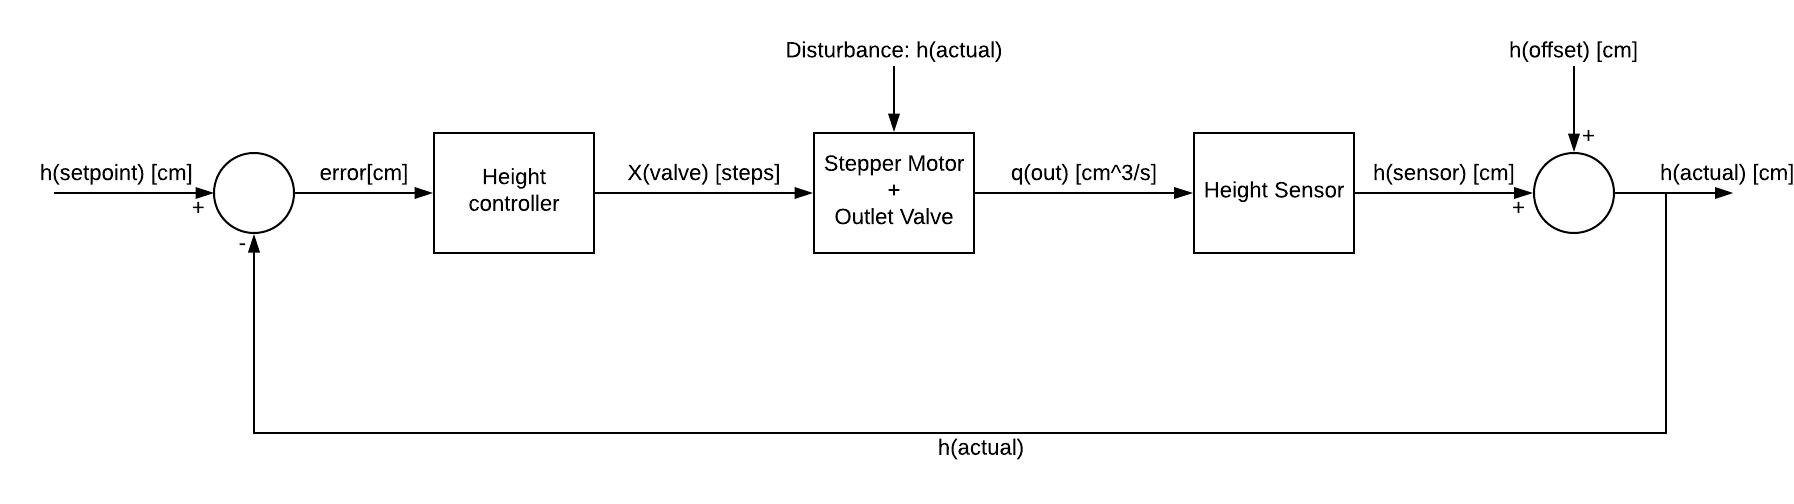 Disturbance: h(actual)
h(offset) [cm]
+
h(setpoint) [cm]
+
-
error[cm]
Height
controller
X(valve) [steps]
Stepper Motor
+
Outlet Valve
q(out) [cm^3/s]
Height Sensor
h(sensor) [cm]
+
h(actual) [cm]
h(actual)